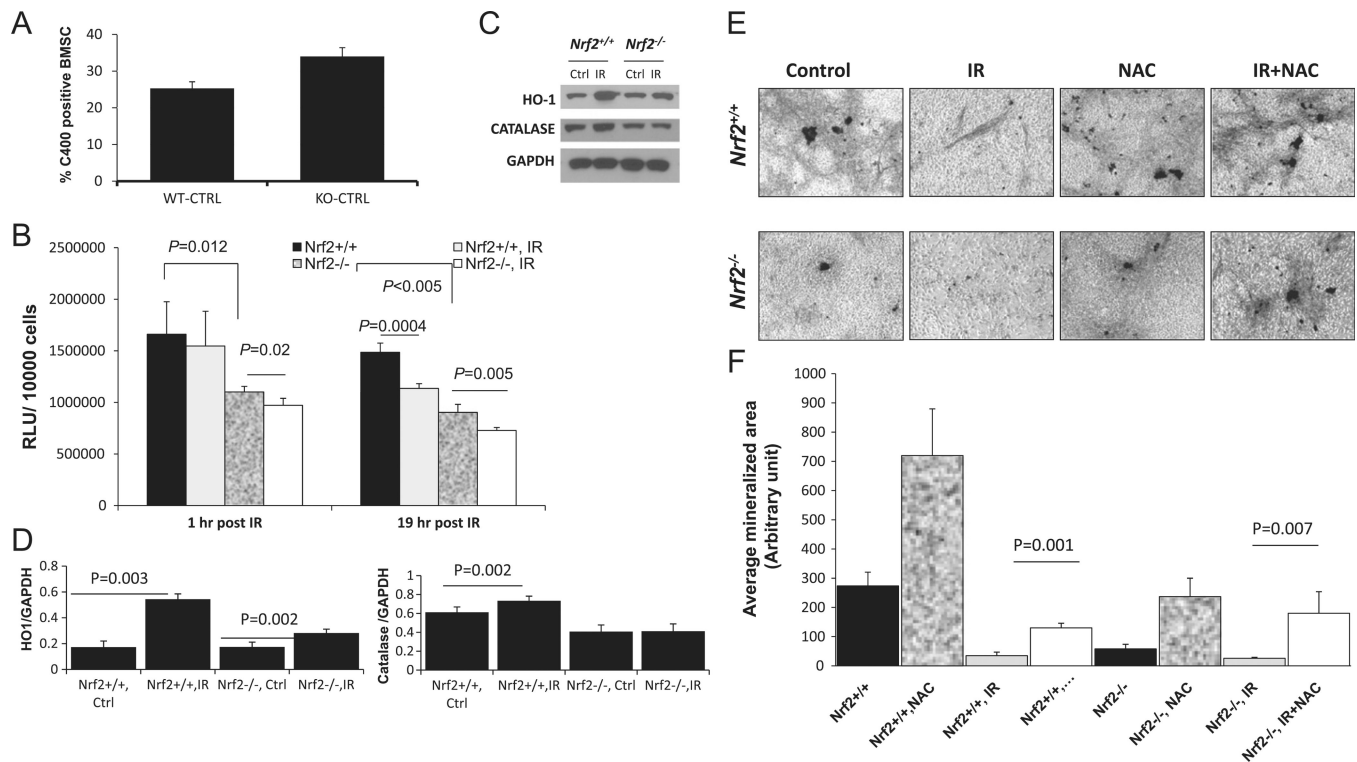 A
% C400 positive BMSC
50
40
30
20
10
0
WT-CTRL
KO-CTRL
B
RLU/ 10000 cells
2500000
2000000
1500000
1000000
500000
0
Nrf2+/+
Nrf2+/+, IR
Nrf2-/-
Nrf2-/-, IR
P=0.012
P=0.02
P<0.005
P=0.0004
P=0.005
1 hr post IR
19 hr post IR
C
Nrf2+/+ Nrf2-/-
Ctrl IR Ctrl IR
HO-1
CATALASE
GAPDH
D
HO1/GAPDH
0.8
0.6
0.4
0.2
0
P=0.003
P=0.002
Nrf2+/+,
Ctrl
Nrf2+/+,IR
Nrf2-/-, Ctrl
Nrf2-/-,IR
Catalase /GAPDH
1
0.8
0.6
0.4
0.2
0
P=0.002
Nrf2+/+,
Ctrl
Nrf2+/+,IR
Nrf2-/-, Ctrl
Nrf2-/-,IR
E
Control IR NAC IR+NAC
Nrf2+/+
Nrf2-/-
F
Average mineralized area
(Arbitrary unit)
1000
900
800
700
600
500
400
300
200
100
0
P=0.001
P=0.007
Nrf2+/+
Nrf2+/+,NAC
Nrf2+/+, IR
Nrf2+/+,...
Nrf2-/-
Nrf2-/-, NAC
Nrf2-/-, IR
Nrf2-/-, IR+NAC